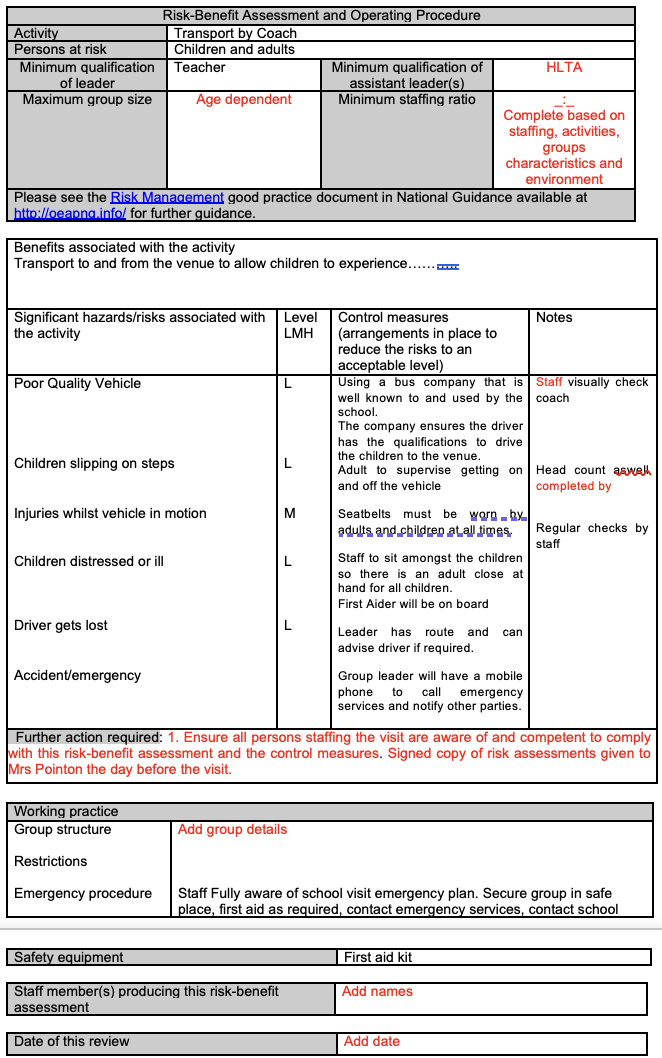 Risk-Benefit Assessment and Operating Procedure
Activity Transport by Coach
Persons at risk Children and adults
Minimum qualification of leader Teacher Minimum qualification of assistant leader(s) HLTA
Maximum group size Age dependent Minimum staffing ratio _:_
Complete based on
staffing, activities,
groups
characteristics and
environment
Please see the Risk Management good practice document in National Guidance available at
http://oeapng.info/ for further guidance.
Benefits associated with the activity
Transport to and from the venue to allow children to experience…………
Significant hazards/risks associated with
the activity
Level
LMH
Control measures
(arrangements in place to
reduce the risks to an
acceptable level)
Notes
Poor Quality Vehicle
L
Using a bus company that is
well known to and used by the
school.
The company ensures the driver
has the qualifications to drive
the children to the venue.
Staff visually check
coach
Children slipping on steps
L
Adult to supervise getting on
and off the vehicle
Head count aswell
completed by
Injuries whilst vehicle in motion
M
Seatbelts must be worn by
adults and children at all times.
Regular checks by
staff
Children distressed or ill
L
Staff to sit amongst the children
so there is an adult close at
hand for all children.
First Aider will be on board
Driver gets lost
L
Leader has route and can
advise driver if required.
Accident/emergency
Group leader will have a mobile
phone to call emergency
services and notify other parties.
Further action required: 1. Ensure all persons staffing the visit are aware of and competent to comply
with this risk-benefit assessment and the control measures. Signed copy of risk assessments given to
Mrs Pointon the day before the visit.
Working practice
Group structure Add group details
Restrictions
Emergency procedure Staff Fully aware of school visit emergency plan. Secure group in safe
place, first aid as required, contact emergency services, contact school
Safety equipment First aid kit
Staff member(s) producing this risk-benefit
assessment
Add names
Date of this review Add date